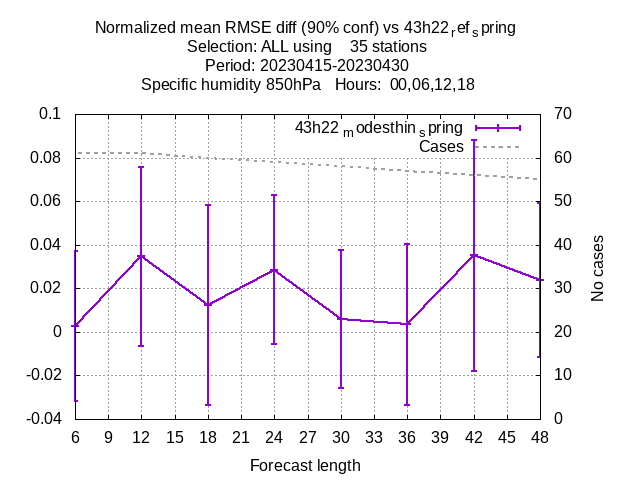 Normalized mean RMSE diff (90% conf) vs 43h22refspring
Selection: ALL using    35 stations
Period: 20230415-20230430
Specific humidity 850hPa   Hours:  00,06,12,18
0.1
0.08
0.06
0.04
0.02
0
-0.02
-0.04
43h22modesthinspring
Cases
70
60
50
40
30
20
10
0
No cases
6 9 12 15 18 21 24 27 30 33 36 39 42 45 48
Forecast length